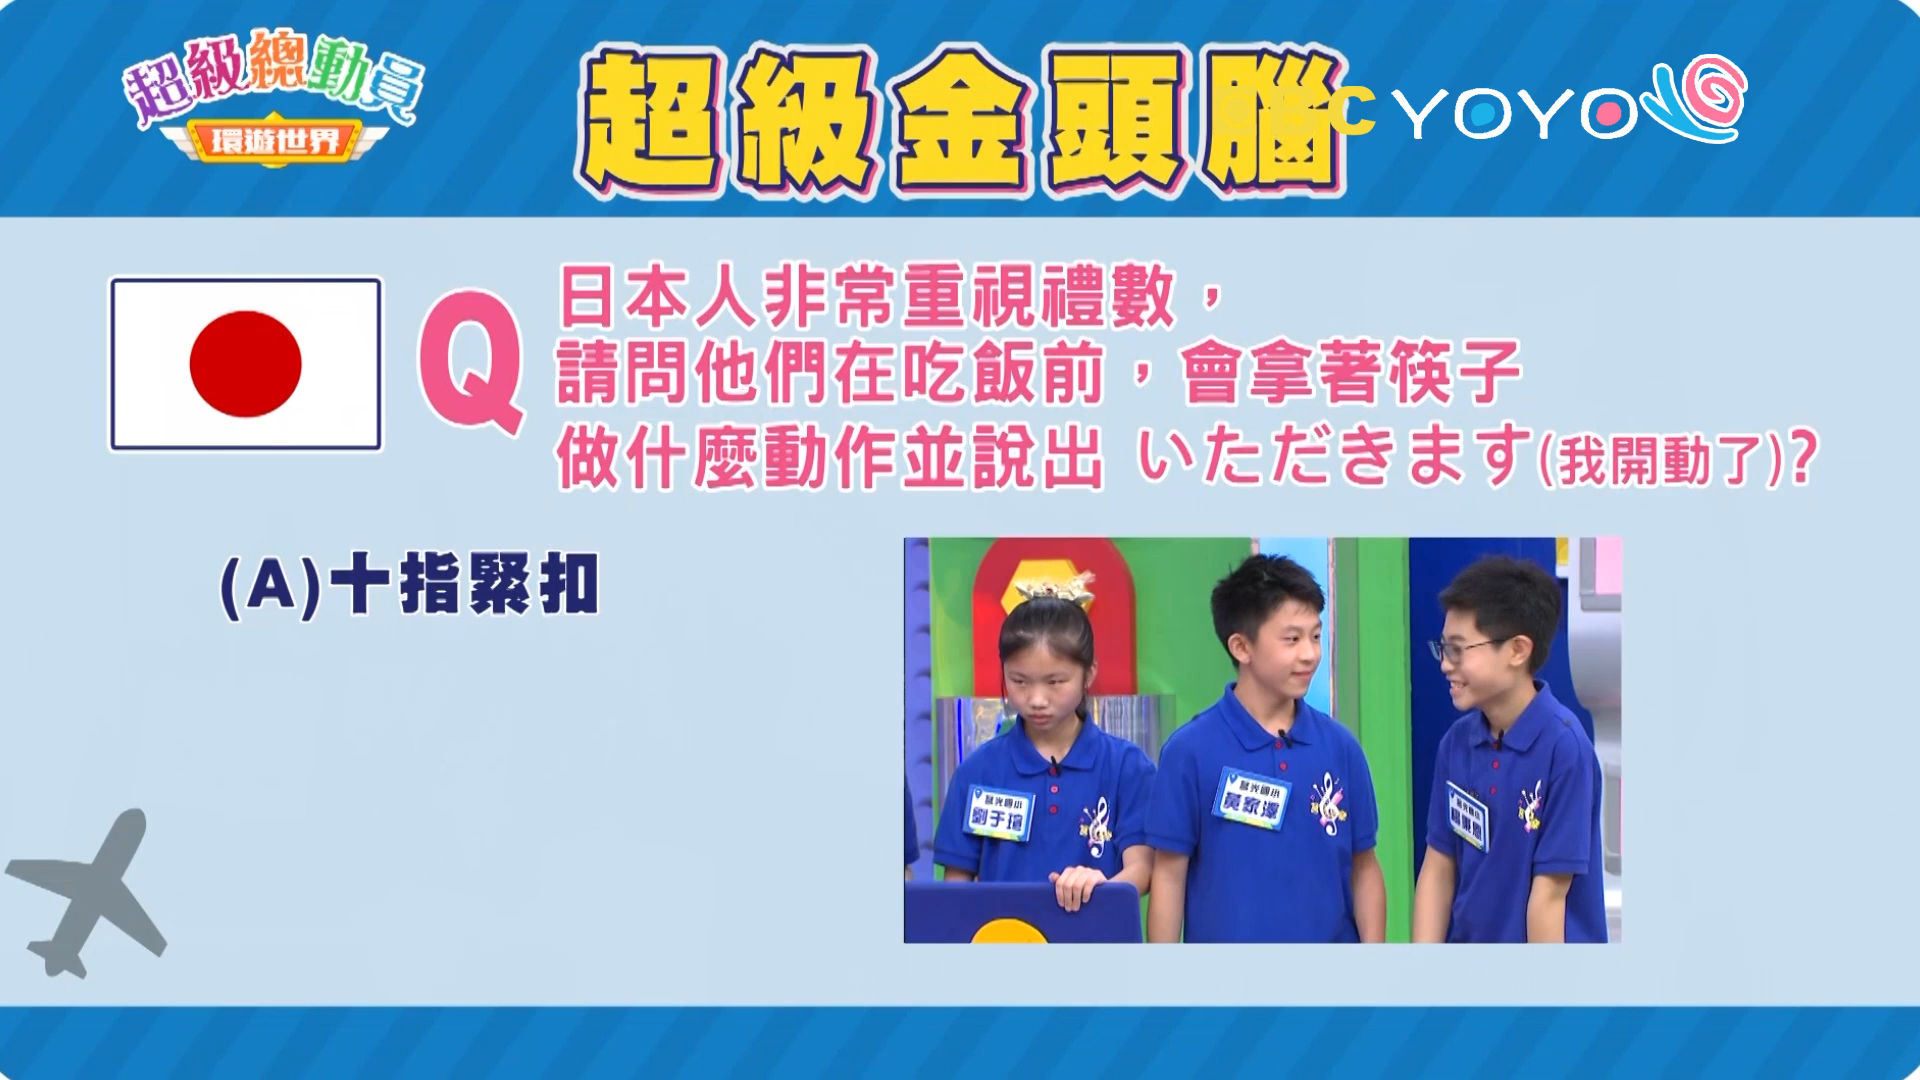 超級總動員
環遊世界
超級金頭腦
C YOYO
Q
日本人非常重視禮數，
請問他們在吃飯前，會拿著筷子
做什麼動作並說出 いただきます(我開動了)?
(A)十指緊扣
劉于瑄
黃家澤